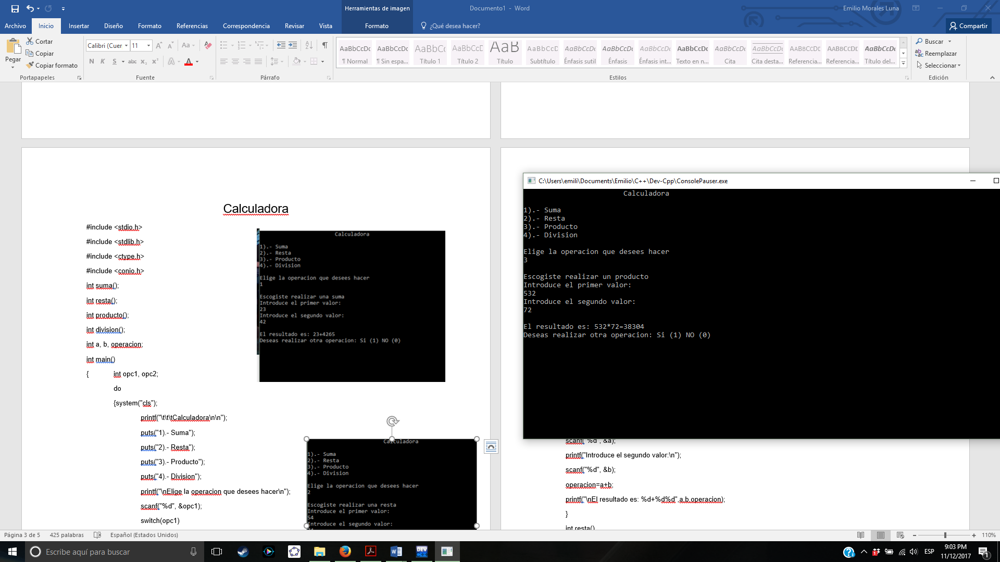 Herramientas de imagen
Documento1 - Word
Emilio Morales Luna
Archivo Inicio Insertar Diseño Formato Referencias Correspondencia Revisar Vista Formato ¿Qué desea hacer? Compartir
Pegar
Cortar
Copiar
Copiar formato
Portapapeles
Calibri (Cuer 11
N K S abc x₂ x² A A
Fuente
Párrafo
AaBbCcDc AaBbCcDc AaBbC( AaBbCcE AaB AaBbCcD AaBbCcDc AaBbCcDc AaBbCcDc AaBbCcDc AaBbCcDc AaBbCcDc AABBCCDE AABBCCDE AaBbCcDc
¶ Normal ¶ Sin espa... Título 1 Título 2 Título Subtítulo Énfasis sutil Énfasis Énfasis int... Texto en n... Cita Cita desta... Referencia... Referencia... Título del...
Estilos
Buscar
Reemplazar
Seleccionar
Edición
Calculadora
#include <stdio.h>
#include <stdlib.h>
#include <ctype.h>
#include <conio.h>
int suma();
int resta();
int producto();
int division();
int a, b, operacion;
int main()
{ int opc1, opc2;
do
{system("cls");
printf("\t\t\tCalculadora\n\n");
puts("1).- Suma");
puts("2).- Resta");
puts("3).- Producto");
puts("4).- Division");
printf("\nElige la operacion que desees hacer\n");
scanf("%d", &opc1);
switch(opc1)
Calculadora
1).- Suma
2).- Resta
3).- Producto
4).- Division
Elige la operacion que desees hacer
1
Escogiste realizar una suma
Introduce el primer valor:
23
Introduce el segundo valor:
42
El resultado es: 23+4265
Deseas realizar otra operacion: Si (1) NO (0)
Calculadora
1).- Suma
2).- Resta
3).- Producto
4).- Division
Elige la operacion que desees hacer
2
Escogiste realizar una resta
Introduce el primer valor:
54
Introduce el segundo valor:
C:\Users\emili\Documents\Emilio\C++\Dev-Cpp\ConsolePauser.exe
Calculadora
1).- Suma
2).- Resta
3).- Producto
4).- Division
Elige la operacion que desees hacer
3
Escogiste realizar un producto
Introduce el primer valor:
532
Introduce el segundo valor:
72
El resultado es: 532*72=38304
Deseas realizar otra operacion: Si (1) NO (0)
scanf("%d", &a);
printf("Introduce el segundo valor:\n");
scanf("%d", &b);
operacion=a+b;
printf("\nEl resultado es: %d+%d%d",a,b,operacion);
}
int resta()
Página 3 de 5 425 palabras Español (Estados Unidos) 110%
Escribe aquí para buscar
DEV
ESP
9:03 PM
11/12/2017
1